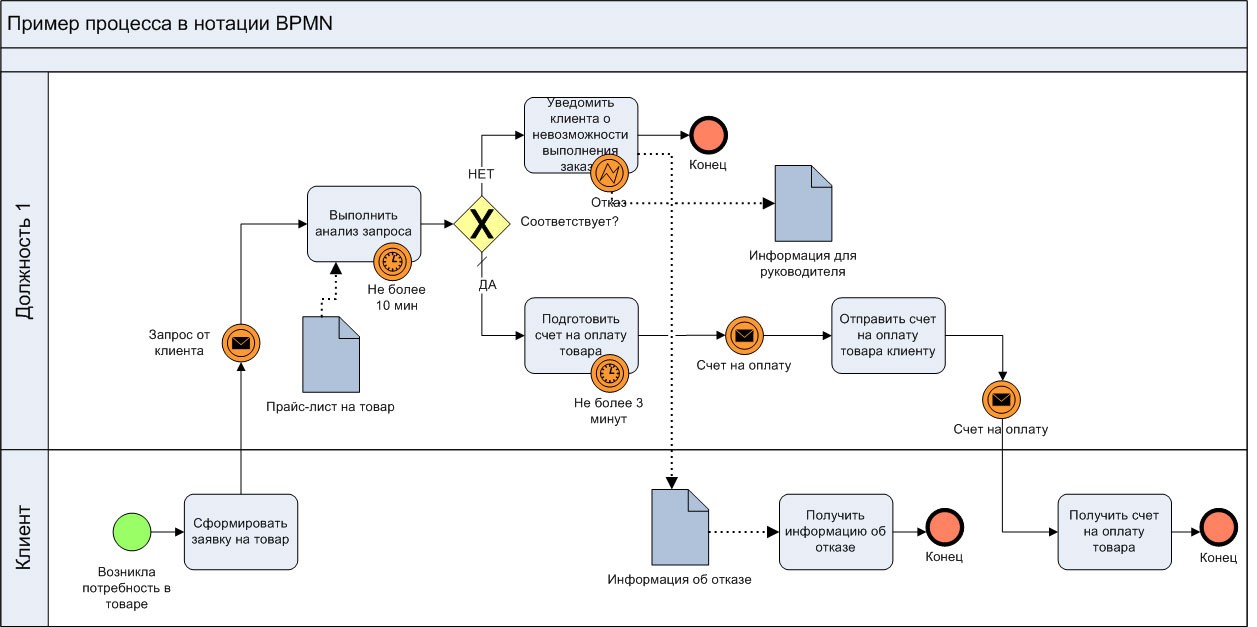 Пример процесса в нотации BPMN
Должность 1
Уведомить
клиента о
невозможности
выполнения
заказ
Отказ
Конец
НЕТ
Соответствует?
ДА
Выполнить
анализ запроса
Не более
10 мин
Информация для
руководителя
Запрос от
клиента
Прайс-лист на товар
Подготовить
счет на оплату
товара
Не более 3
минут
Счет на оплату
Отправить счет
на оплату
товара клиенту
Счет на оплату
Клиент
Возникла
потребность в
товаре
Сформировать
заявку на товар
Информация об отказе
Получить
информацию об
отказе
Конец
Получить счет
на оплату
товара
Конец